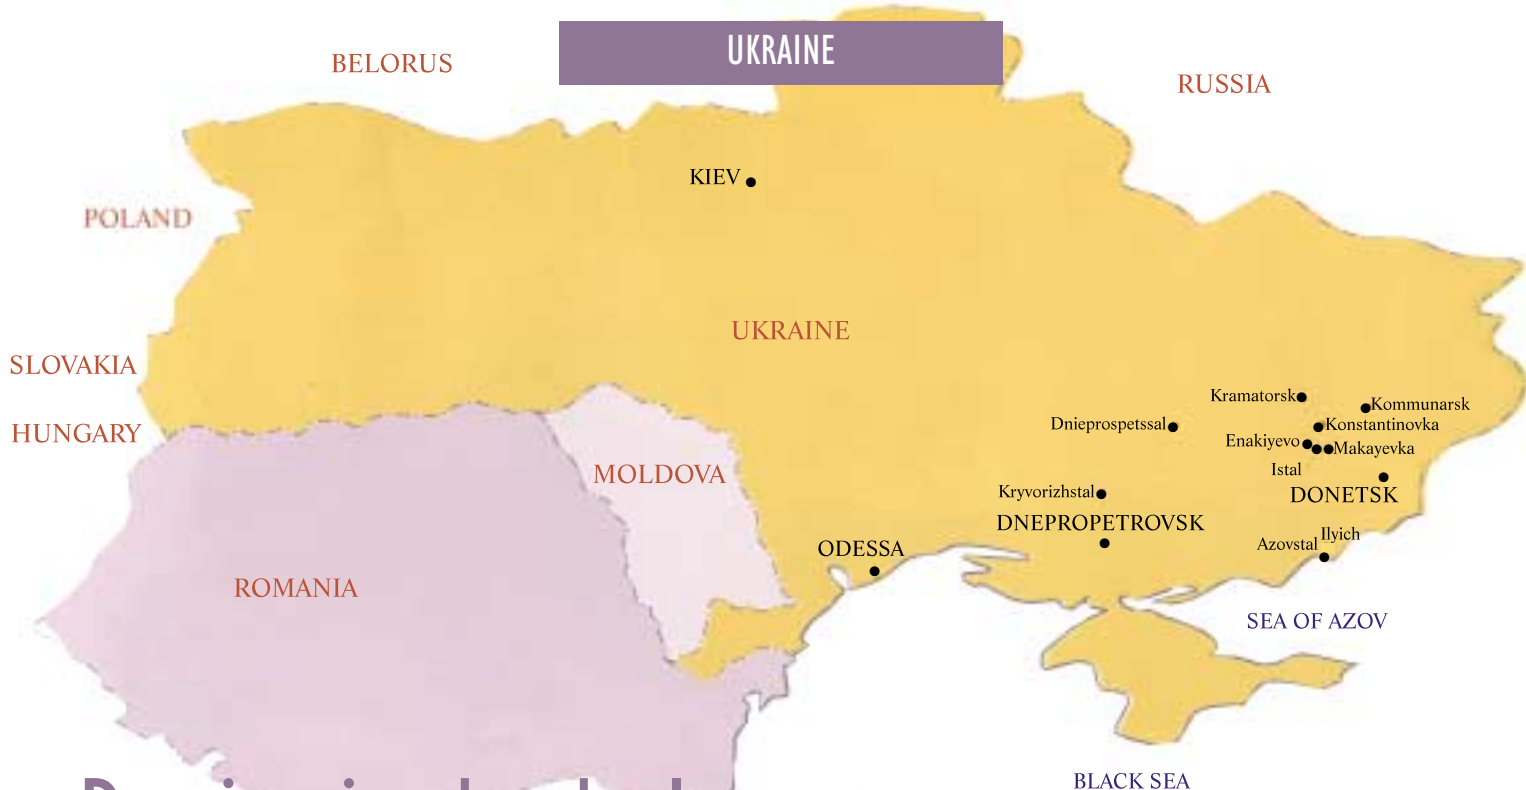 UKRAINE
BELORUS
RUSSIA
KIEV
POLAND
UKRAINE
SLOVAKIA
HUNGARY
Kramatorsk
Kommunarsk
Dnieprospetssal
Konstantinovka
Enakiyevo
Makayevka
Istal
MOLDOVA
Kryvorizhstal
DONETSK
DNEPROPETROVSK
Ilyich
Azovstal
ODESSA
ROMANIA
SEA OF AZOV
BLACK SEA